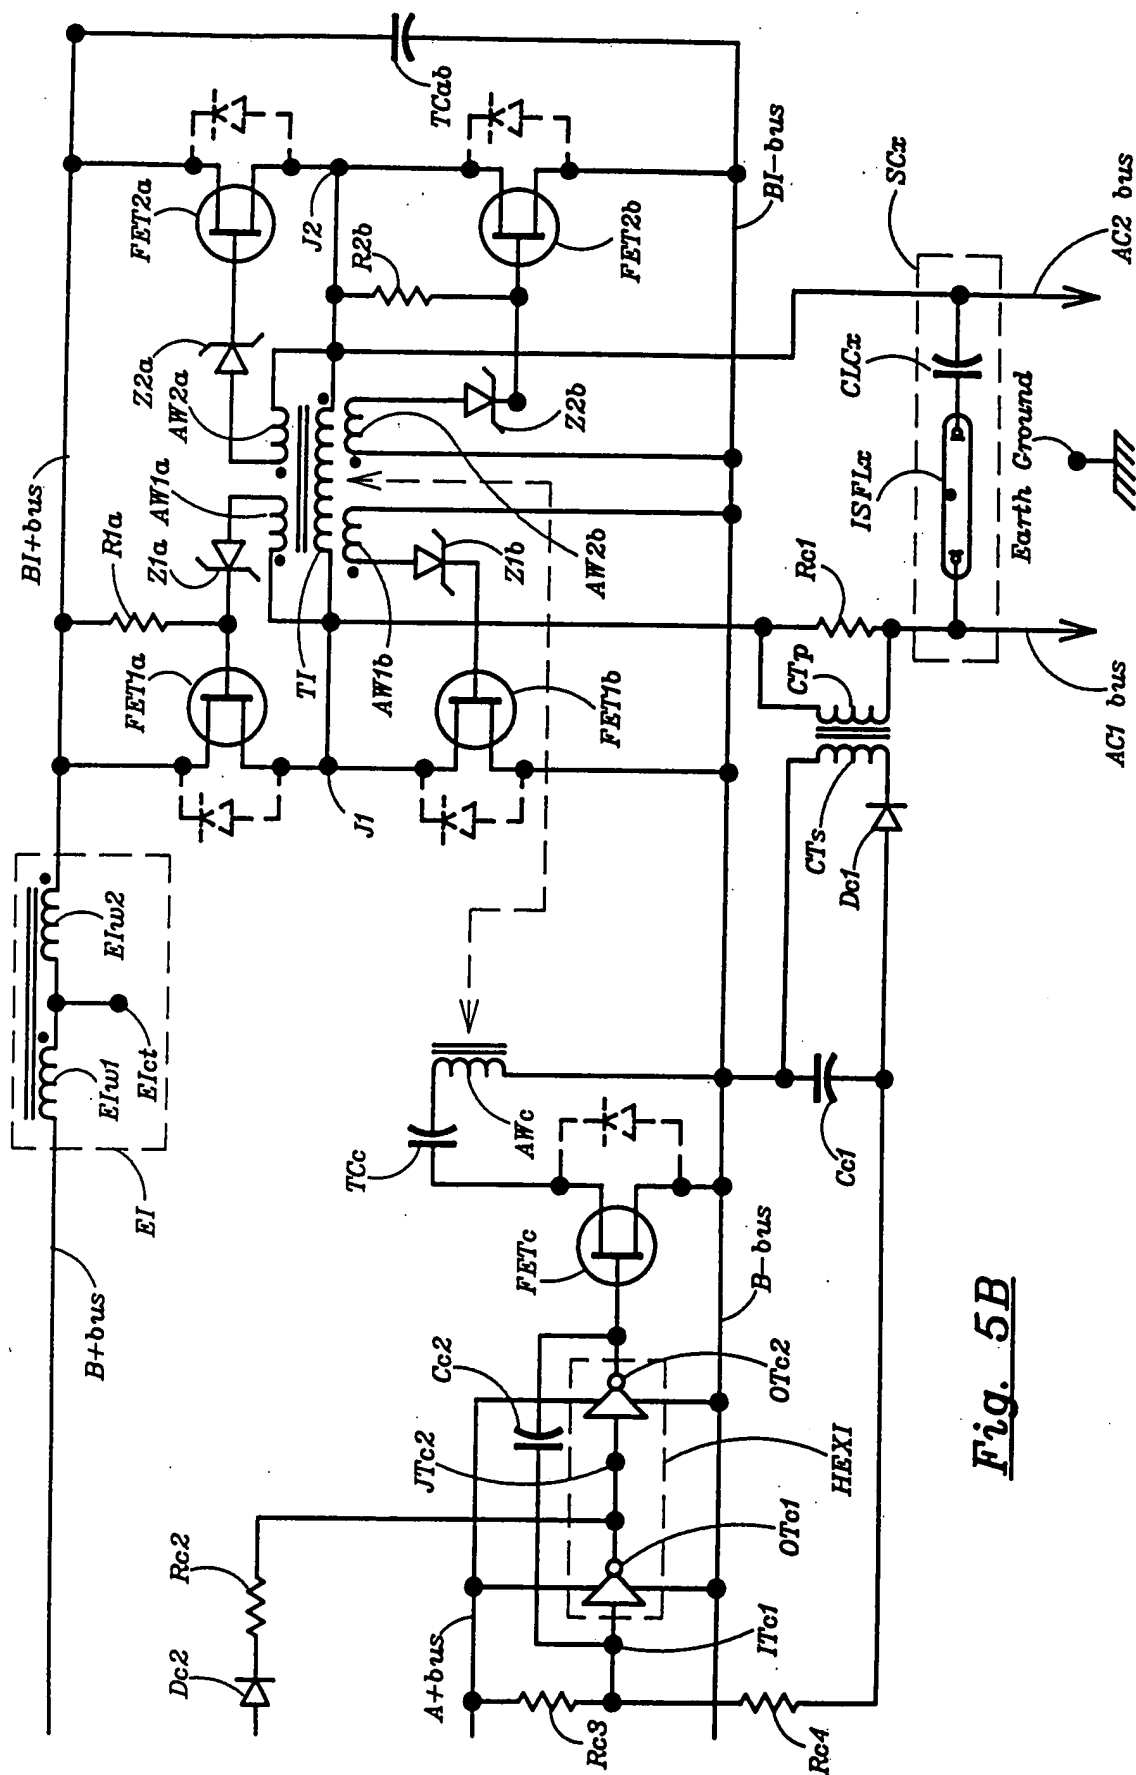 B+bus
EI
EIw1
EIct
EIw2
BI+bus
R1a
Z1a
AW1a
AW2a
Z2a
FET1a
FET2a
TI
AW1b
J1
J2
R2b
TCab
FET1b
Z1b
AW2b
Z2b
FET2b
BI-bus
Dc2
Rc2
A+bus
JTc2
Cc2
FETc
TCc
AWc
Rc3
ITc1
OTc1
HEXI
OTc2
B-bus
Rc4
Cc1
Dc1
CTs
CTp
Rc1
ISFLx
CLCx
SCx
Earth Ground
AC1 bus
AC2 bus
Fig. 5B